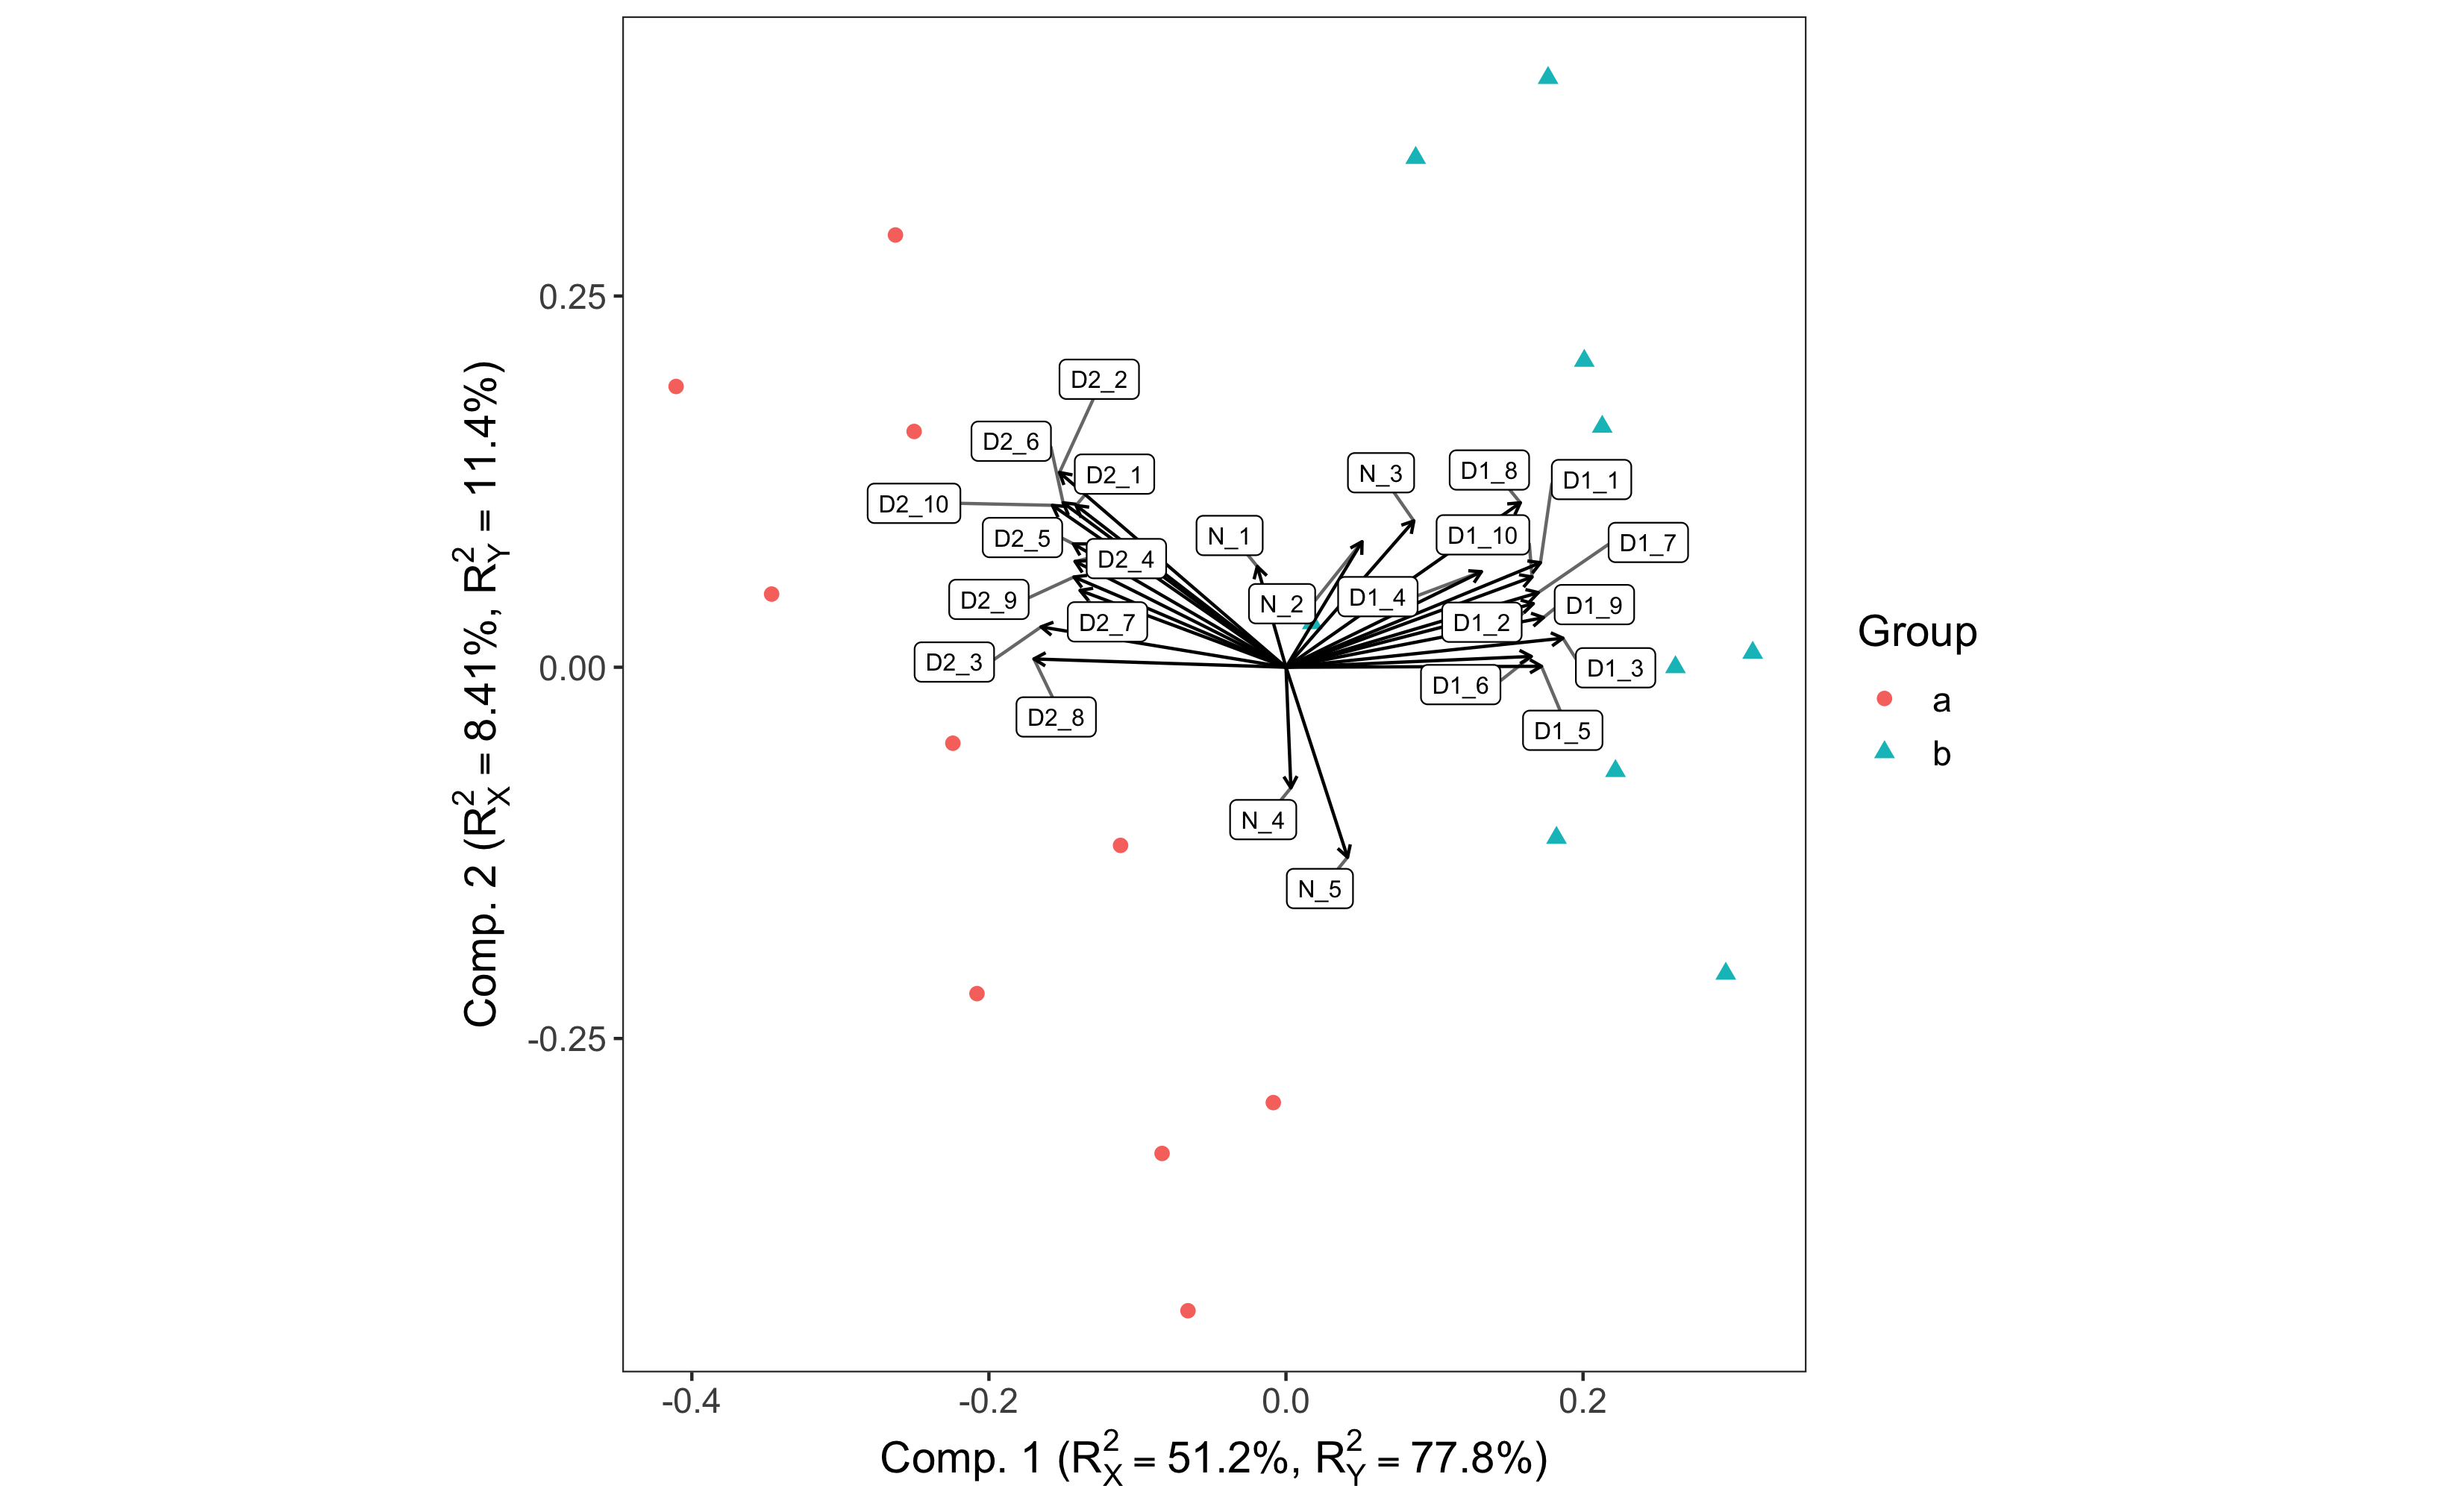 D2_2
D2_6
D2_1
N_3
D1_8
D1_1
D2_10
D2_5
N_1
D1_10
D1_7
D2_4
D2_9
N_2
D1_4
D1_9
D2_7
D1_2
D2_3
D1_3
D1_6
D2_8
D1_5
N_4
N_5
0.25
0.00
-0.25
-0.4
-0.2
0.0
0.2
Comp. 1 (R²X = 51.2%, R²Y = 77.8%)
Comp. 2 (R²X = 8.41%, R²Y = 11.4%)
Group
a
b